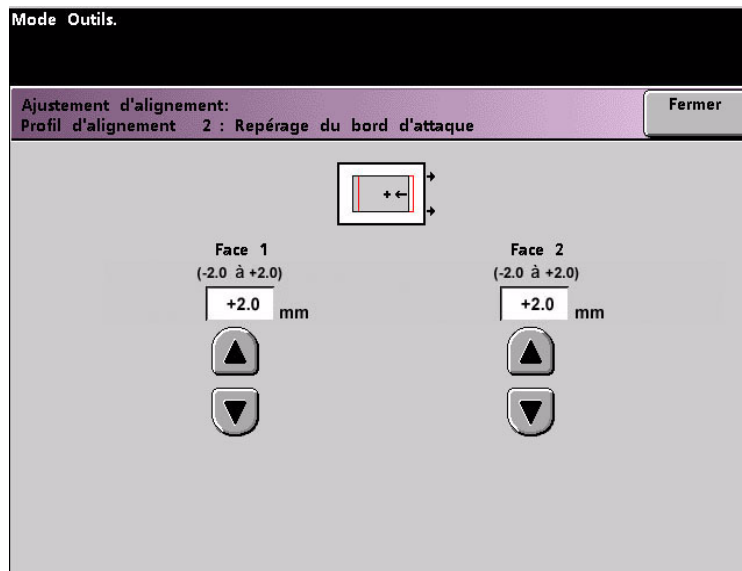 Mode Outils.
Ajustement d'alignement:
Fermer
Profil d'alignement 2 : Repérage du bord d'attaque
Face 1
(-2.0 à +2.0)
+2.0 mm
Face 2
(-2.0 à +2.0)
+2.0 mm